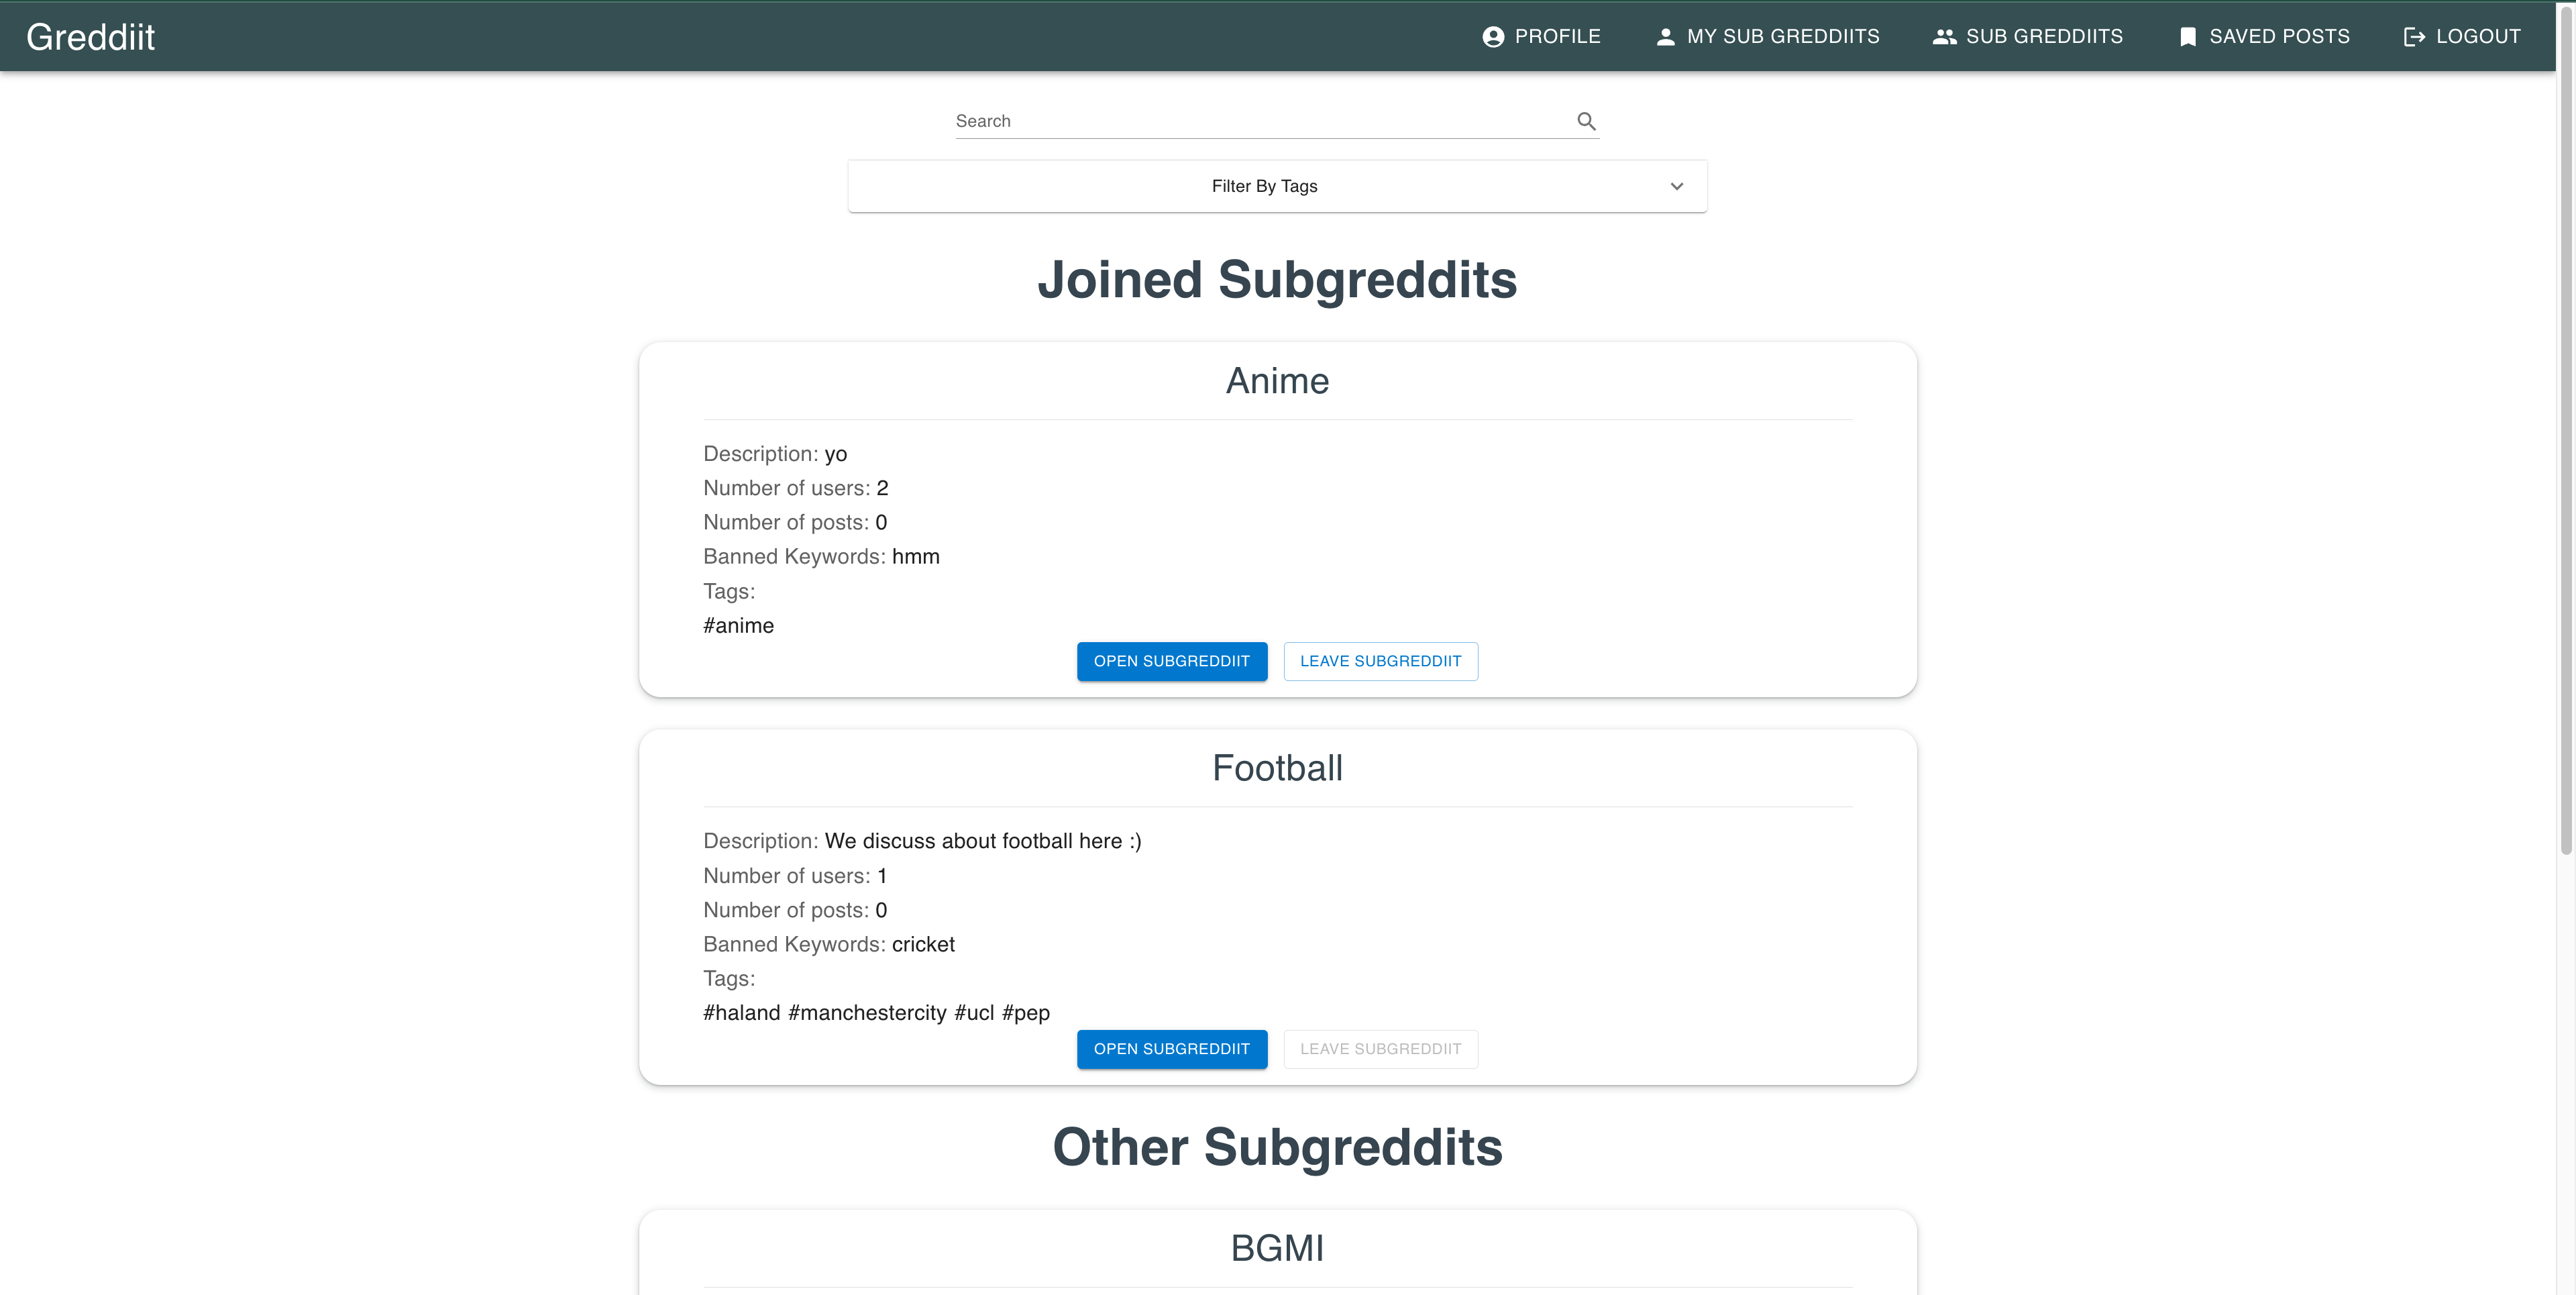 Greddiit
PROFILE
MY SUB GREDDIITS
SUB GREDDIITS
SAVED POSTS
LOGOUT
Search
Filter By Tags
Joined Subgreddits
Anime
Description: yo
Number of users: 2
Number of posts: 0
Banned Keywords: hmm
Tags:
#anime
OPEN SUBGREDDIIT
LEAVE SUBGREDDIIT
Football
Description: We discuss about football here :)
Number of users: 1
Number of posts: 0
Banned Keywords: cricket
Tags:
#haland #manchestercity #ucl #pep
OPEN SUBGREDDIIT
LEAVE SUBGREDDIIT
Other Subgreddits
BGMI